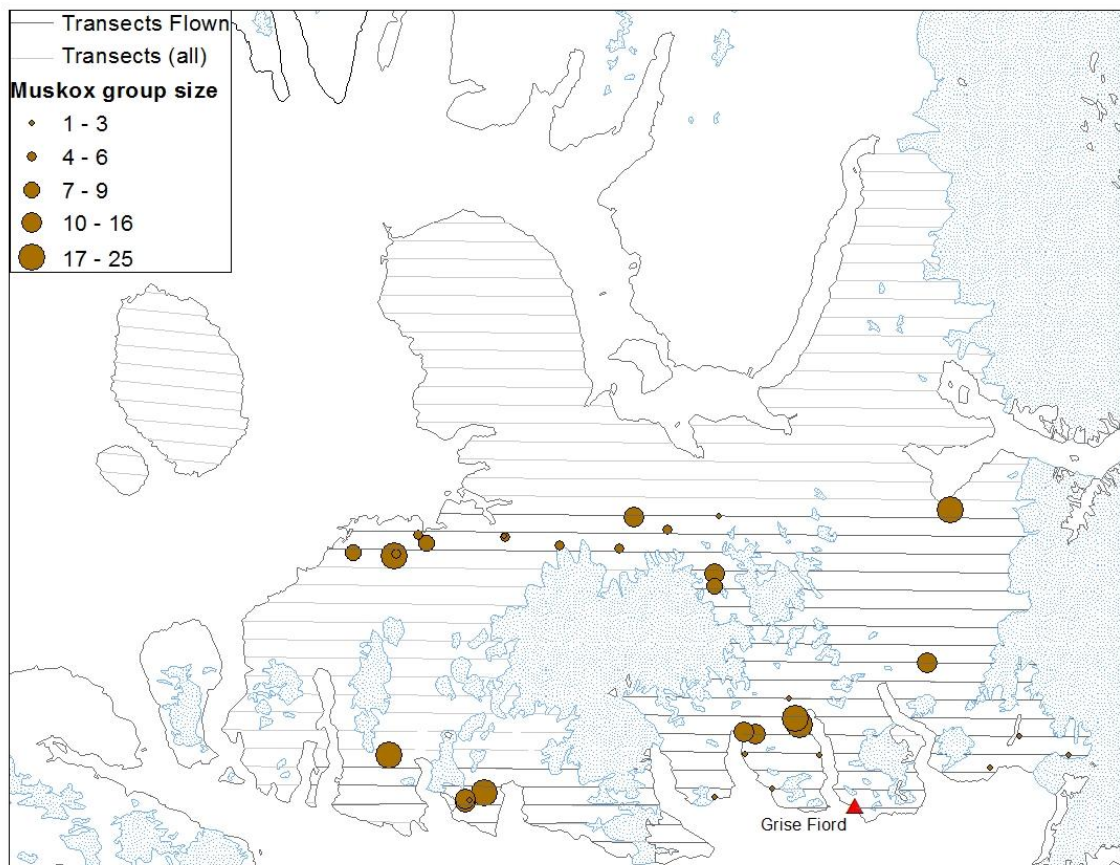 Transects Flown
Transects (all)
Muskox group size
1 - 3
4 - 6
7 - 9
10 - 16
17 - 25
Grise Fiord